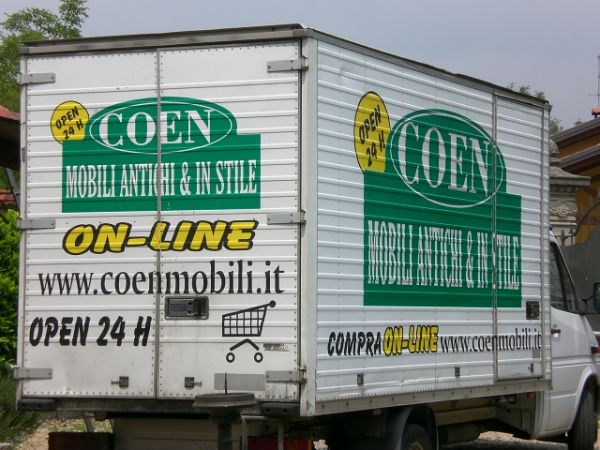 OPEN
24 H
COEN
MOBILI ANTICHI & IN STILE
ON-LINE
www.coenmobili.it
OPEN 24 H
OPEN
24 H
COEN
MOBILI ANTICHI & IN STILE
COMPRA ON-LINE www.coenmobili.it